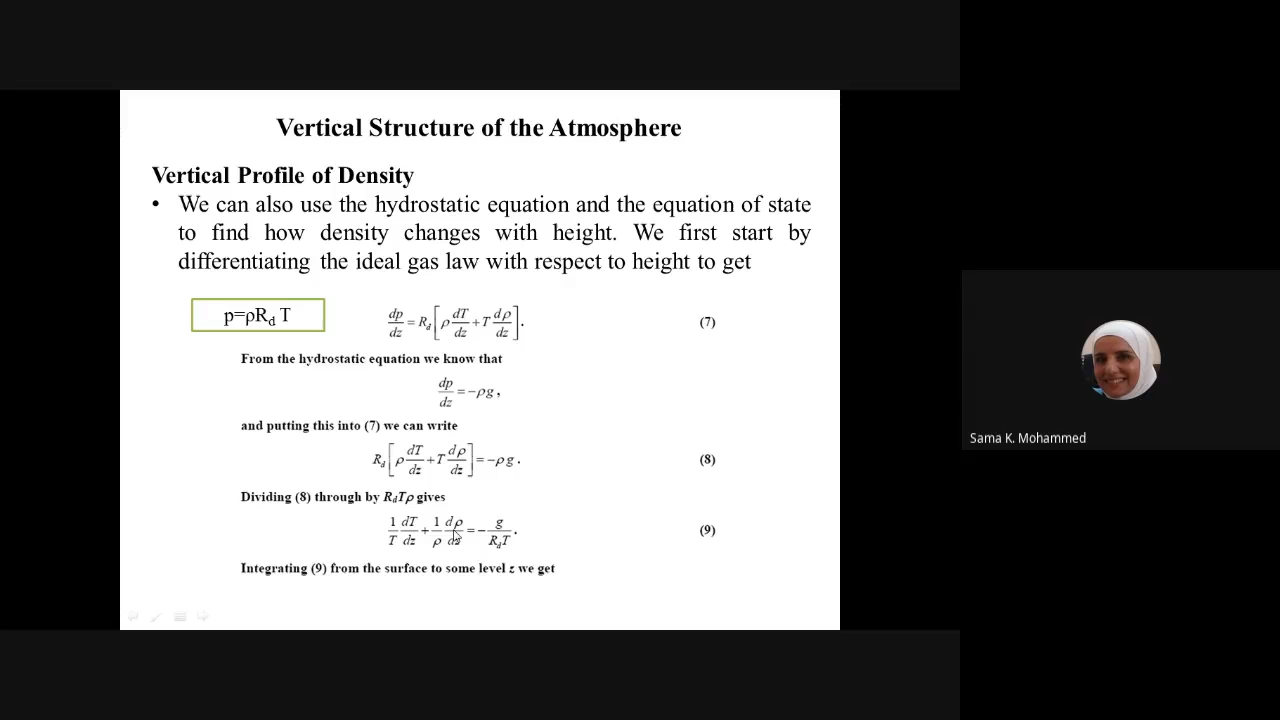 Vertical Structure of the Atmosphere
Vertical Profile of Density
• We can also use the hydrostatic equation and the equation of state
to find how density changes with height. We first start by
differentiating the ideal gas law with respect to height to get
p=ρR_d T
dp/dz = R_d[ρ dT/dz + T dρ/dz]. (7)
From the hydrostatic equation we know that
dp/dz = −ρg,
and putting this into (7) we can write
R_d[ρ dT/dz + T dρ/dz] = −ρg. (8)
Dividing (8) through by R_dTρ gives
1/T dT/dz + 1/ρ dρ/dz = − g/R_dT. (9)
Integrating (9) from the surface to some level z we get
Sama K. Mohammed